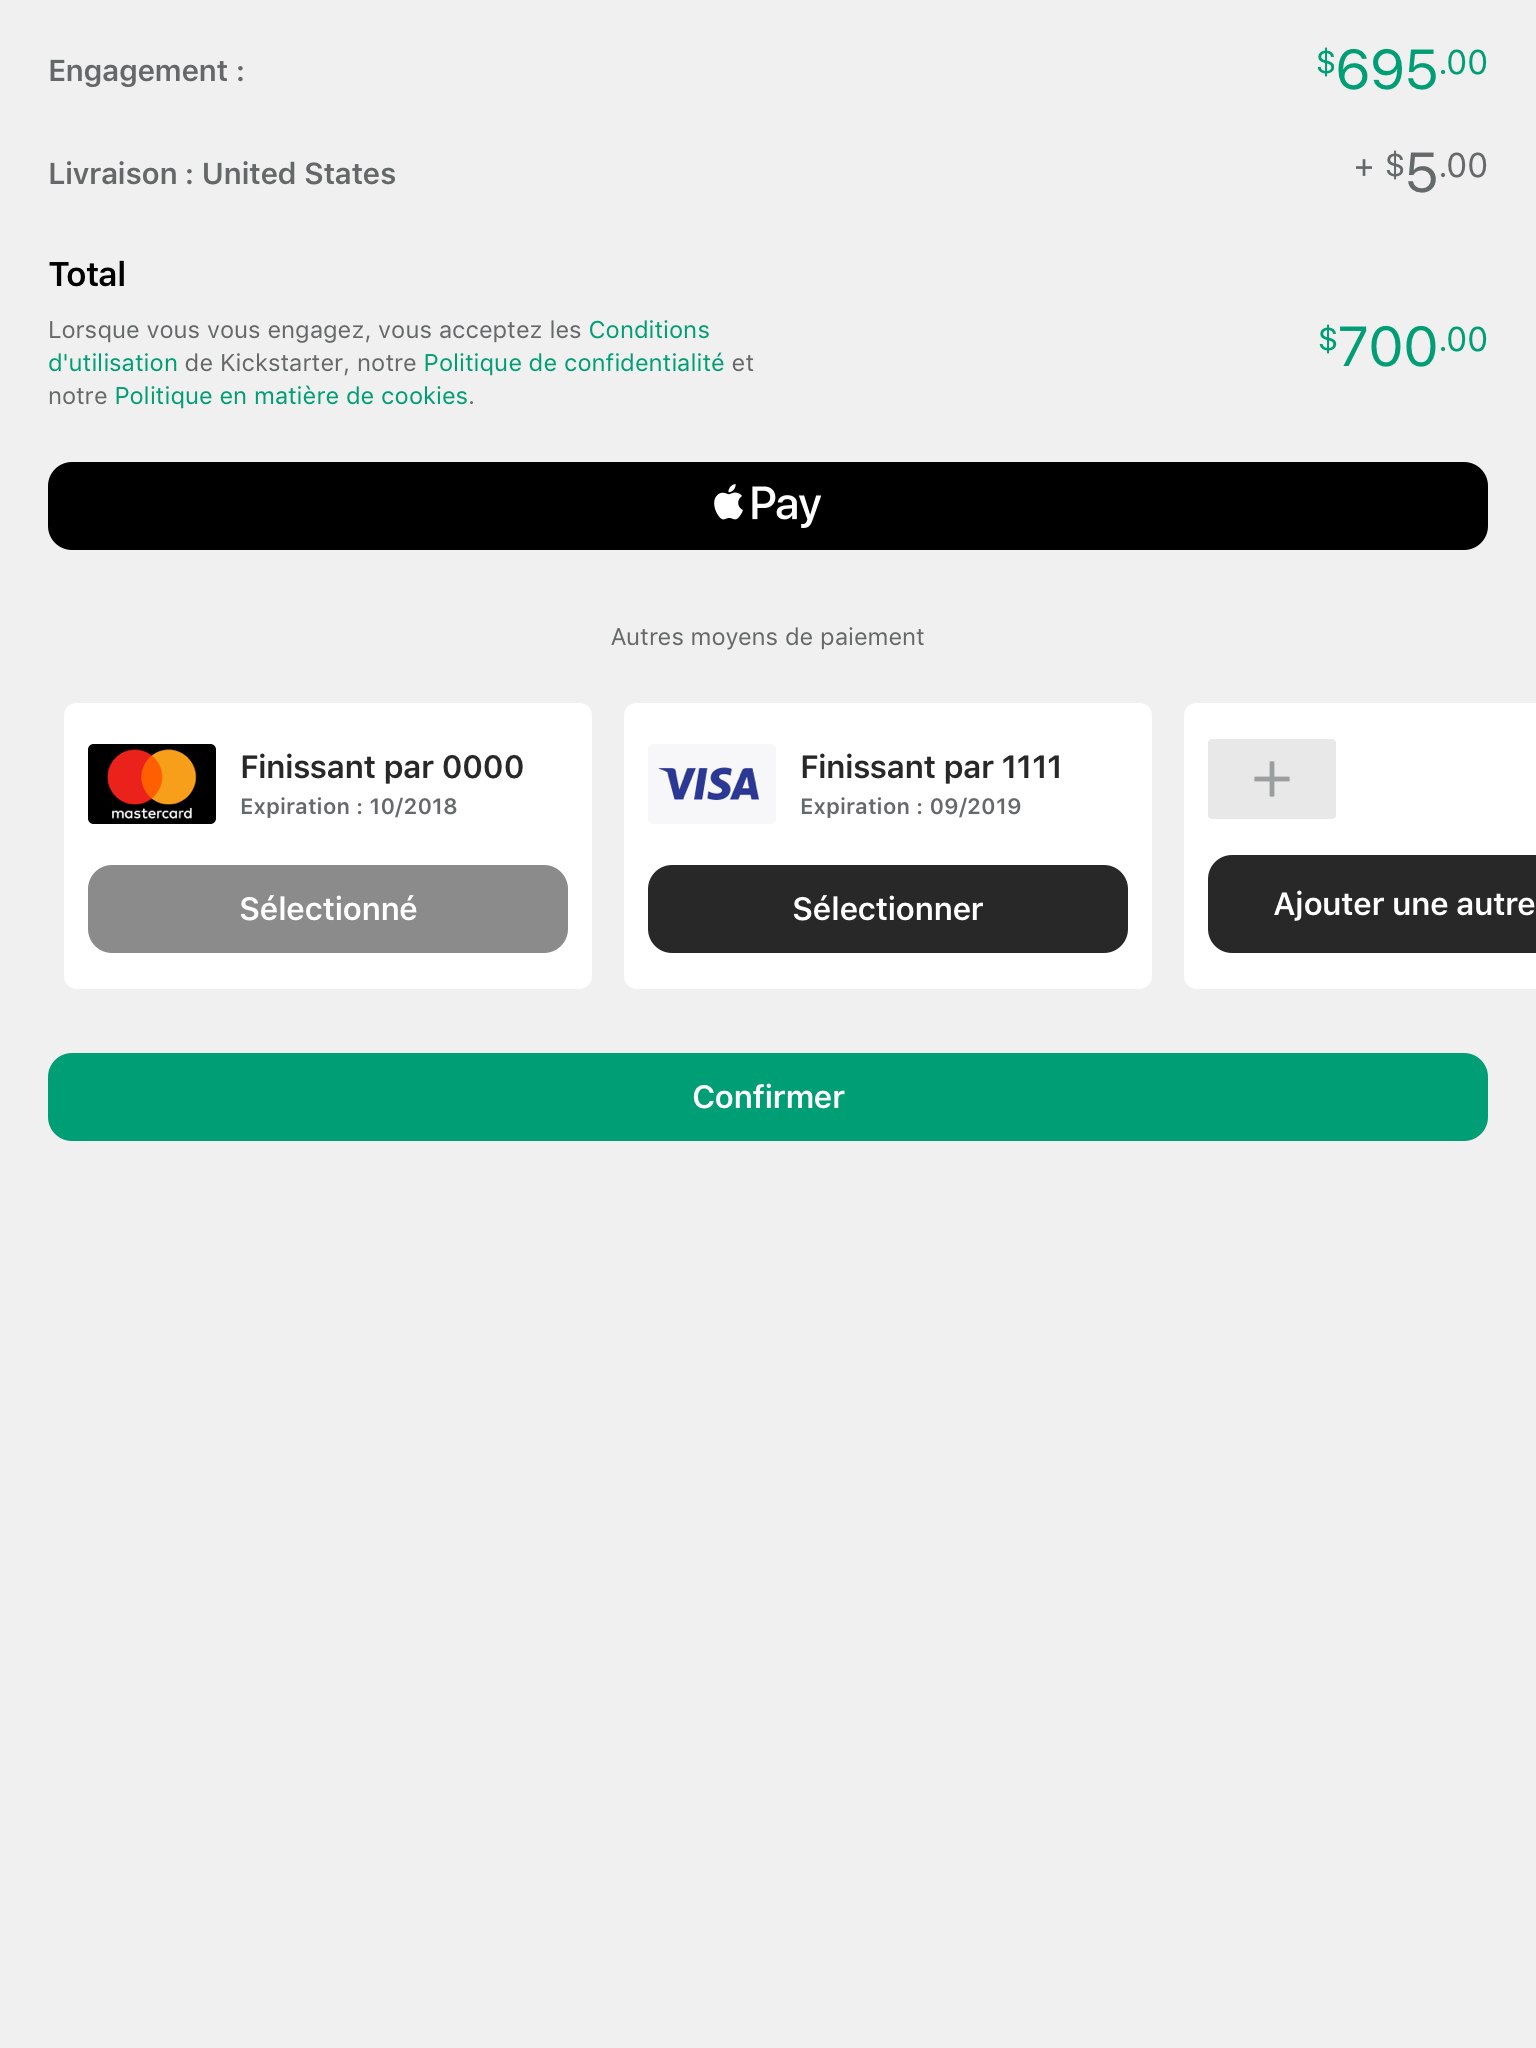 Engagement :
$695.00
Livraison : United States
+ $5.00
Total
Lorsque vous vous engagez, vous acceptez les Conditions
d'utilisation de Kickstarter, notre Politique de confidentialité et
notre Politique en matière de cookies.
$700.00
Pay
Autres moyens de paiement
mastercard
Finissant par 0000
Expiration : 10/2018
Sélectionné
VISA
Finissant par 1111
Expiration : 09/2019
Sélectionner
Ajouter une autre
Confirmer